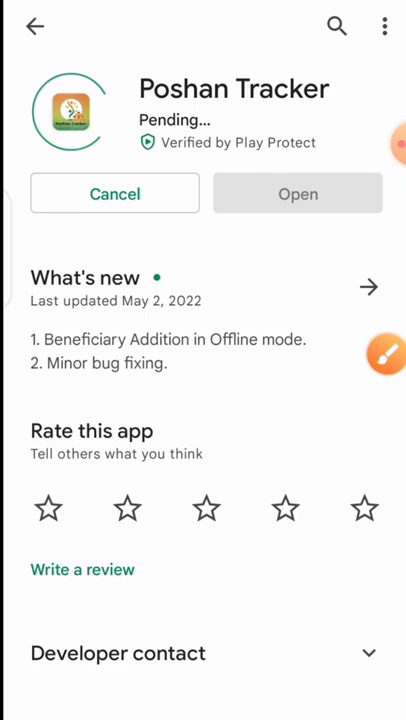 Poshan Tracker
Pending...
Verified by Play Protect
Cancel
Open
What's new
Last updated May 2, 2022
1. Beneficiary Addition in Offline mode.
2. Minor bug fixing.
Rate this app
Tell others what you think
Write a review
Developer contact